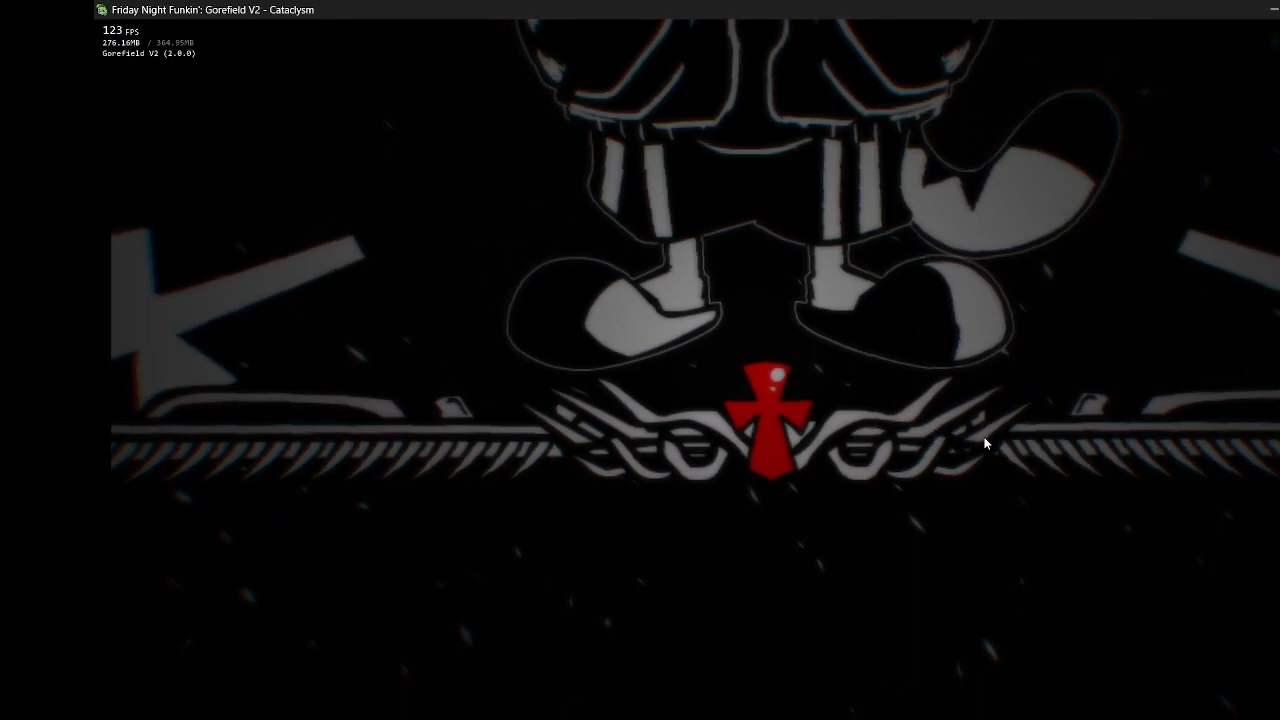 Friday Night Funkin': Gorefield V2 - Cataclysm
123 FPS
276.16MB / 364.95MB
Gorefield V2 (2.0.0)